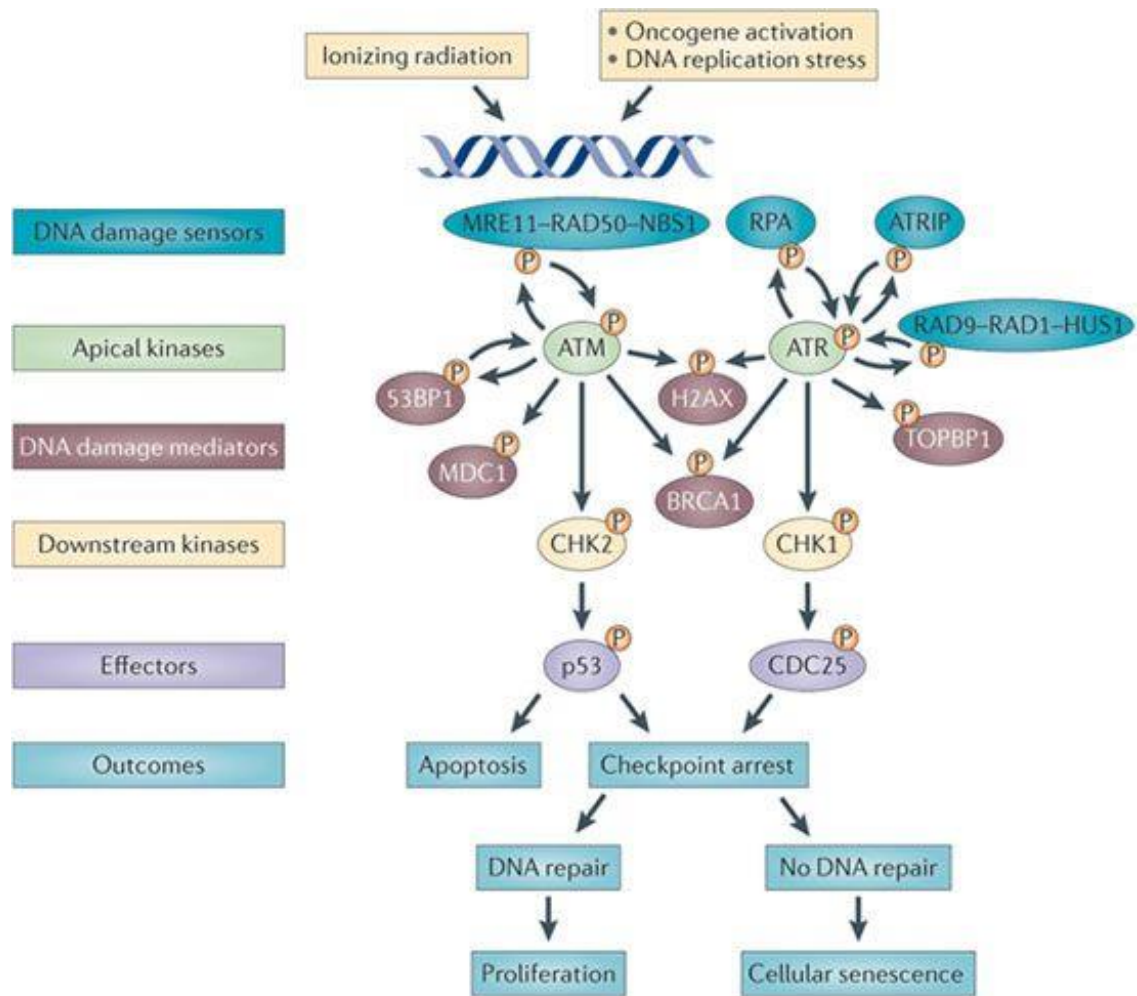 Ionizing radiation
• Oncogene activation
• DNA replication stress
DNA damage sensors
MRE11–RAD50–NBS1
RPA
ATRIP
P
P
P
RAD9–RAD1–HUS1
P
Apical kinases
ATM
P
ATR
P
53BP1
P
H2AX
P
DNA damage mediators
MDC1
P
BRCA1
P
TOPBP1
P
Downstream kinases
CHK2
P
CHK1
P
Effectors
p53
P
CDC25
P
Outcomes
Apoptosis
Checkpoint arrest
DNA repair
No DNA repair
Proliferation
Cellular senescence